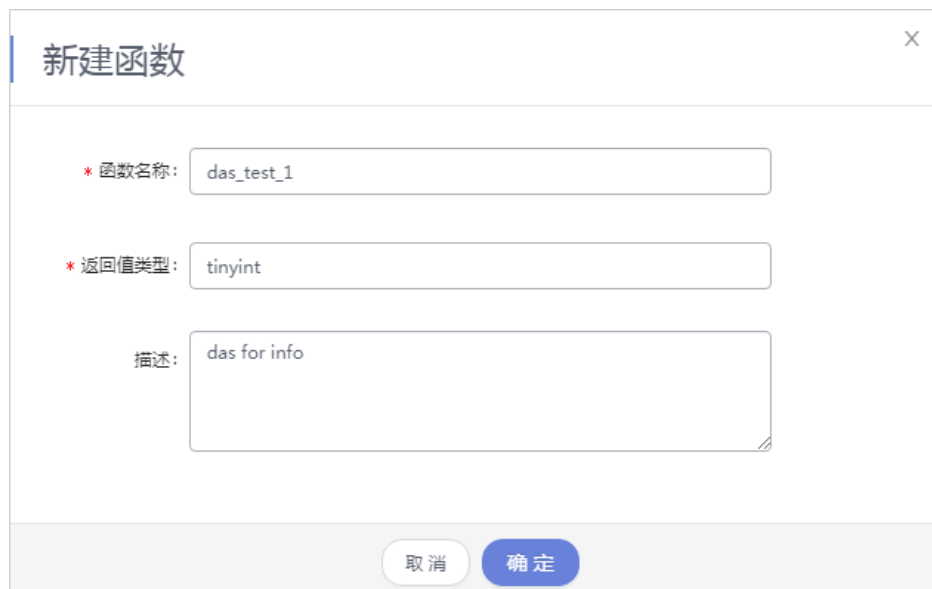 新建函数
* 函数名称： das_test_1
* 返回值类型： tinyint
描述： das for info
取消 确定